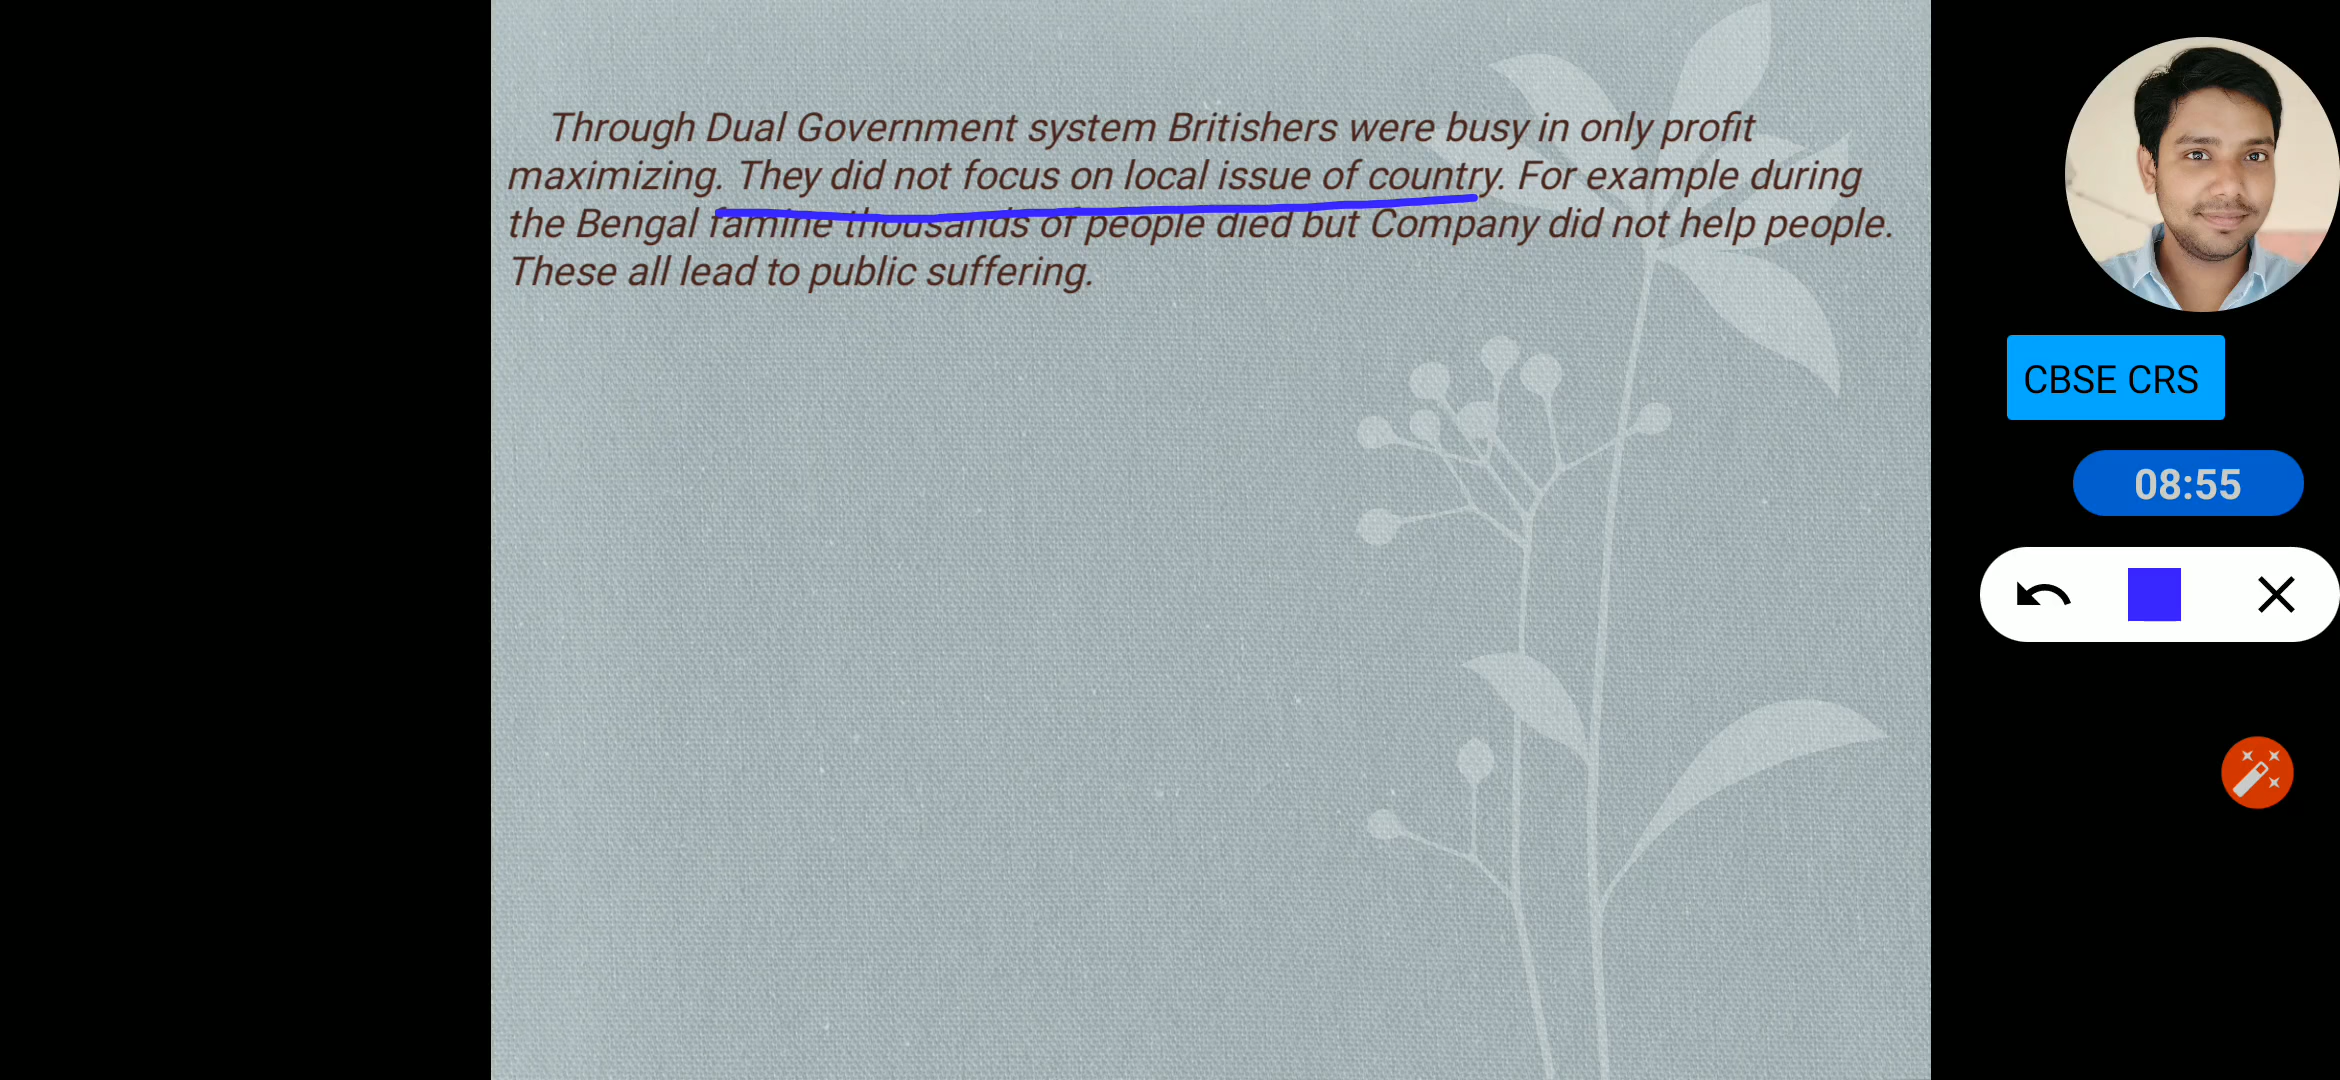 Through Dual Government system Britishers were busy in only profit
maximizing. They did not focus on local issue of country. For example during
the Bengal famine thousands of people died but Company did not help people.
These all lead to public suffering.
CBSE CRS
08:55